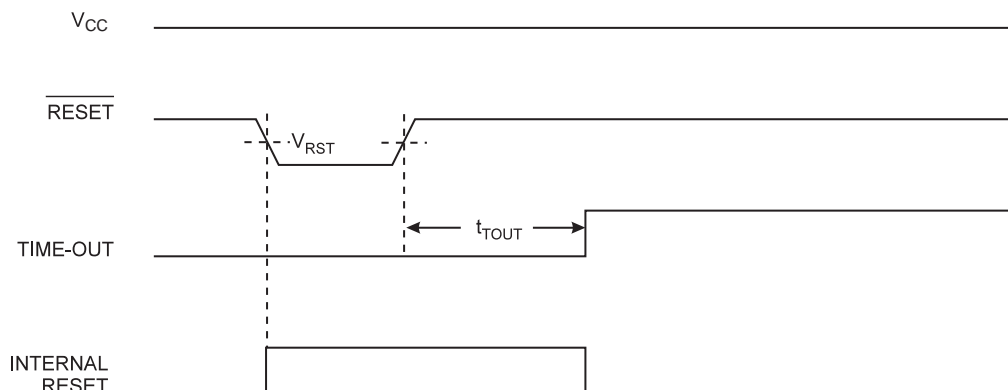 VCC
RESET
VRST
tTOUT
TIME-OUT
INTERNAL
RESET